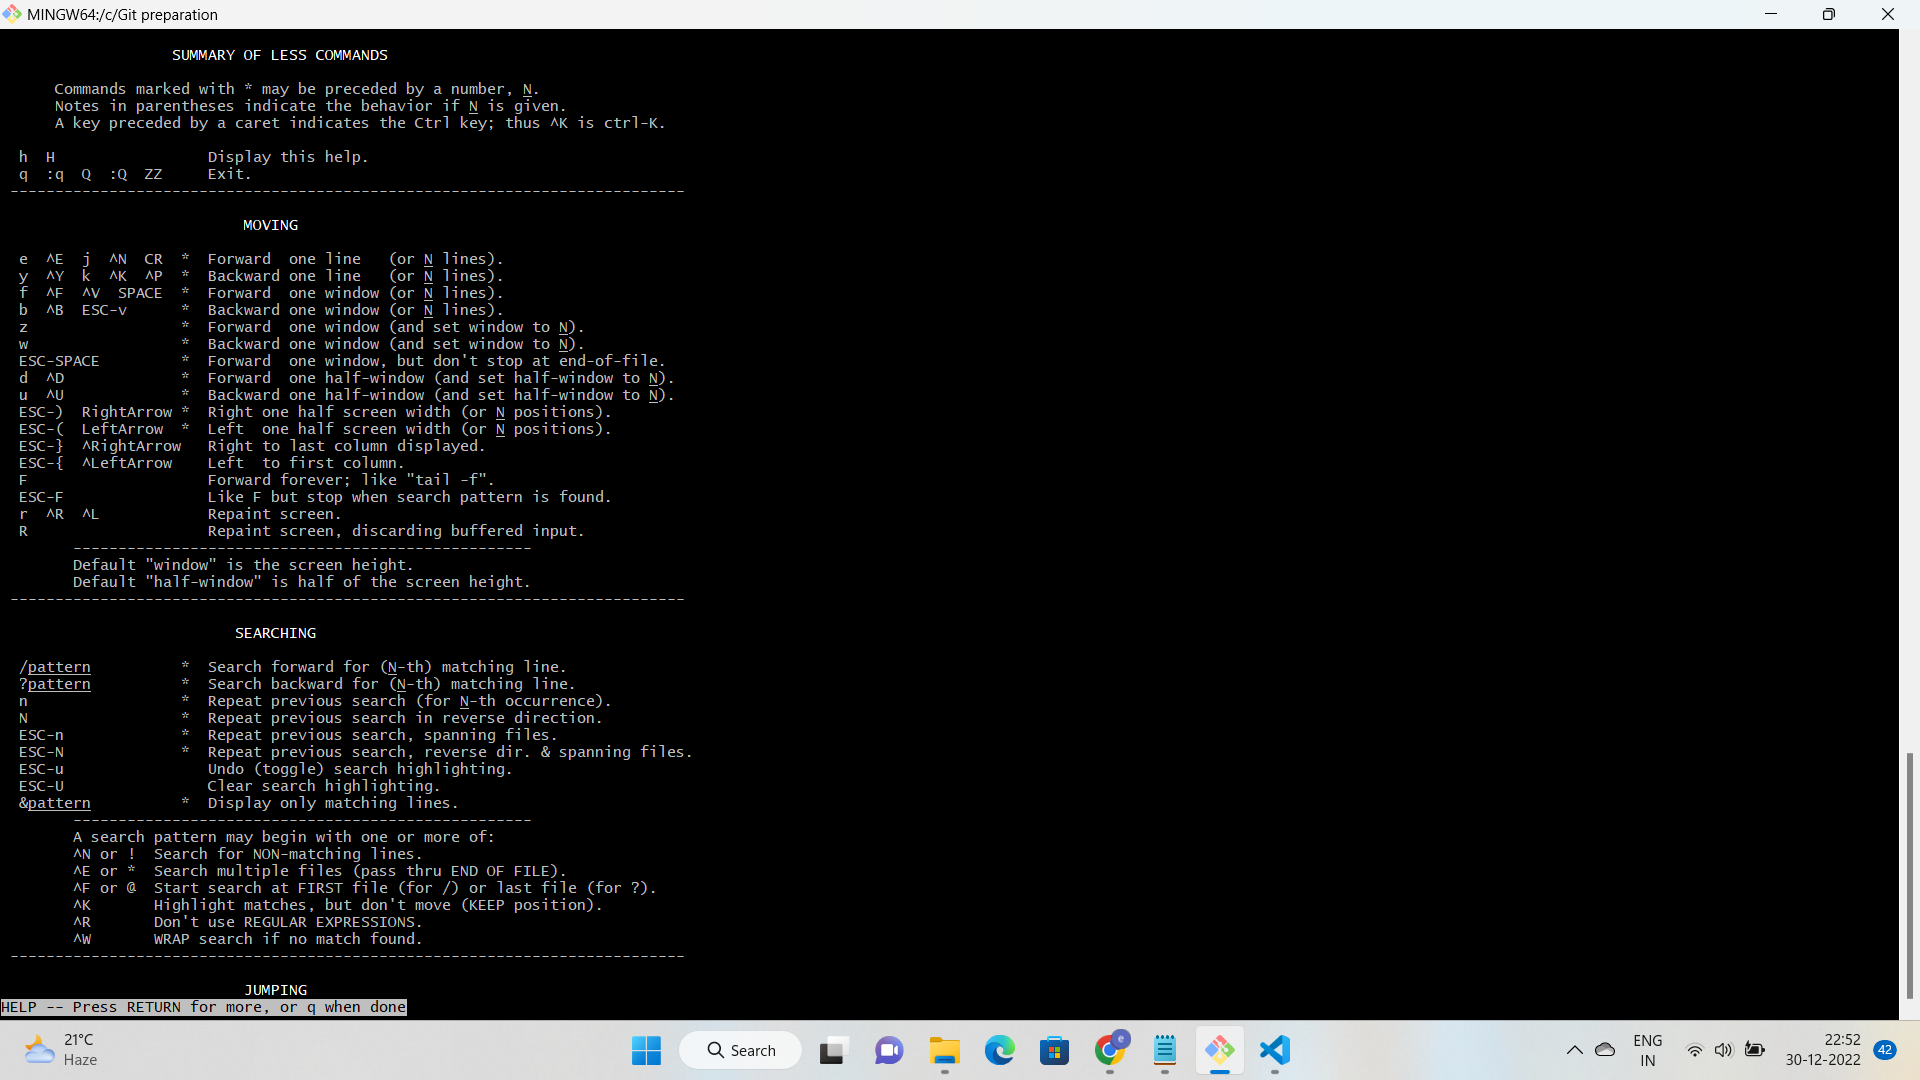 MINGW64:/c/Git preparation
SUMMARY OF LESS COMMANDS
Commands marked with * may be preceded by a number, N.
Notes in parentheses indicate the behavior if N is given.
A key preceded by a caret indicates the Ctrl key; thus ^K is ctrl-K.
h  H                 Display this help.
q  :q  Q  :Q  ZZ     Exit.
---------------------------------------------------------------------------
MOVING
e  ^E  j  ^N  CR  *  Forward  one line   (or N lines).
y  ^Y  k  ^K  ^P  *  Backward one line   (or N lines).
f  ^F  ^V  SPACE  *  Forward  one window (or N lines).
b  ^B  ESC-v      *  Backward one window (or N lines).
z                 *  Forward  one window (and set window to N).
w                 *  Backward one window (and set window to N).
ESC-SPACE         *  Forward  one window, but don't stop at end-of-file.
d  ^D             *  Forward  one half-window (and set half-window to N).
u  ^U             *  Backward one half-window (and set half-window to N).
ESC-)  RightArrow *  Right one half screen width (or N positions).
ESC-(  LeftArrow  *  Left  one half screen width (or N positions).
ESC-}  ^RightArrow   Right to last column displayed.
ESC-{  ^LeftArrow    Left  to first column.
F                    Forward forever; like "tail -f".
ESC-F                Like F but stop when search pattern is found.
r  ^R  ^L            Repaint screen.
R                    Repaint screen, discarding buffered input.
---------------------------------------------------
Default "window" is the screen height.
Default "half-window" is half of the screen height.
---------------------------------------------------------------------------
SEARCHING
/pattern          *  Search forward for (N-th) matching line.
?pattern          *  Search backward for (N-th) matching line.
n                 *  Repeat previous search (for N-th occurrence).
N                 *  Repeat previous search in reverse direction.
ESC-n             *  Repeat previous search, spanning files.
ESC-N             *  Repeat previous search, reverse dir. & spanning files.
ESC-u                Undo (toggle) search highlighting.
ESC-U                Clear search highlighting.
&pattern          *  Display only matching lines.
---------------------------------------------------
A search pattern may begin with one or more of:
^N or !  Search for NON-matching lines.
^E or *  Search multiple files (pass thru END OF FILE).
^F or @  Start search at FIRST file (for /) or last file (for ?).
^K       Highlight matches, but don't move (KEEP position).
^R       Don't use REGULAR EXPRESSIONS.
^W       WRAP search if no match found.
---------------------------------------------------------------------------
JUMPING
HELP -- Press RETURN for more, or q when done
21°C
Haze
Search
e
ENG
IN
22:52
30-12-2022
42